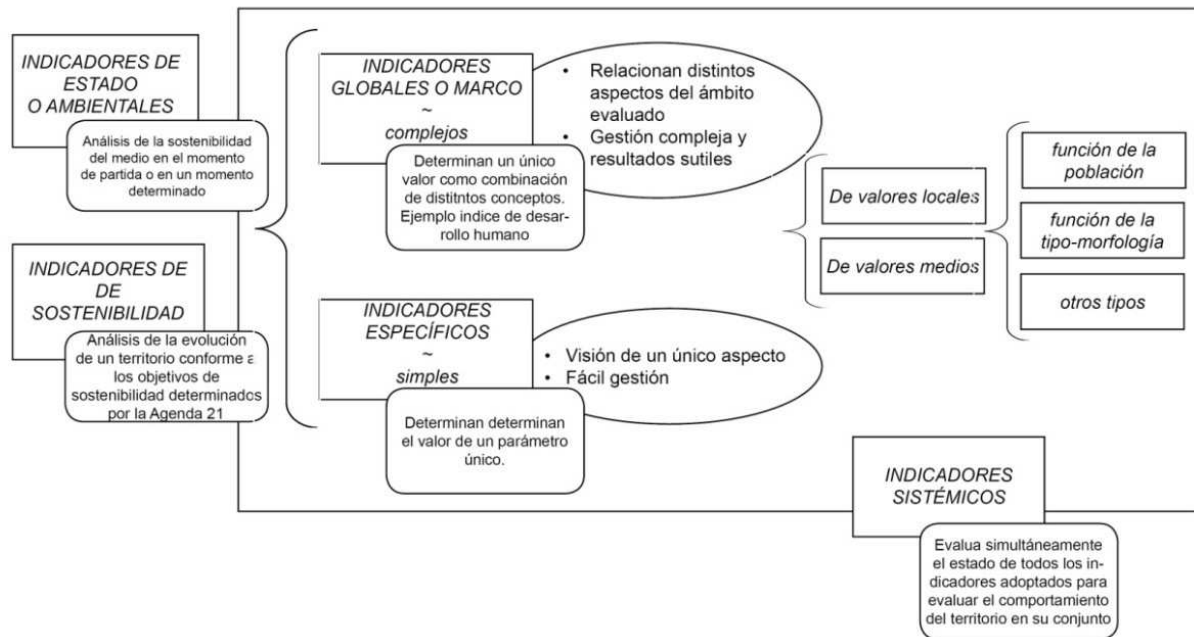 INDICADORES DE
ESTADO
O AMBIENTALES
Análisis de la sostenibilidad
del medio en el momento
de partida o en un momento
determinado
INDICADORES DE
DE
SOSTENIBILIDAD
Análisis de la evolución
de un territorio conforme a
los objetivos de
sostenibilidad determinados
por la Agenda 21
INDICADORES
GLOBALES O MARCO
~
complejos
Determinan un único
valor como combinación
de distitntos conceptos.
Ejemplo indice de desar-
rollo humano
• Relacionan distintos
aspectos del ámbito
evaluado
• Gestión compleja y
resultados sutiles
INDICADORES
ESPECÍFICOS
~
simples
Determinan determinan
el valor de un parámetro
único.
• Visión de un único aspecto
• Fácil gestión
De valores locales
De valores medios
función de la
población
función de la
tipo-morfología
otros tipos
INDICADORES
SISTÉMICOS
Evalua simultáneamente
el estado de todos los in-
dicadores adoptados para
evaluar el comportamiento
del territorio en su conjunto